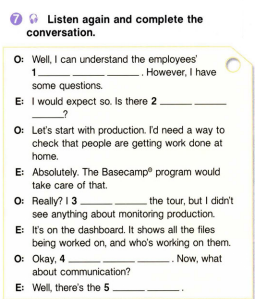 7 Listen again and complete the
conversation.
O: Well, I can understand the employees'
1 ______ ______ ______ . However, I have
some questions.
E: I would expect so. Is there 2 ______ ______
______?
O: Let's start with production. I'd need a way to
check that people are getting work done at
home.
E: Absolutely. The Basecamp® program would
take care of that.
O: Really? I 3 ______ ______ the tour, but I didn't
see anything about monitoring production.
E: It's on the dashboard. It shows all the files
being worked on, and who's working on them.
O: Okay, 4 ______ ______ ______ . Now, what
about communication?
E: Well, there's the 5 ______ ______ .